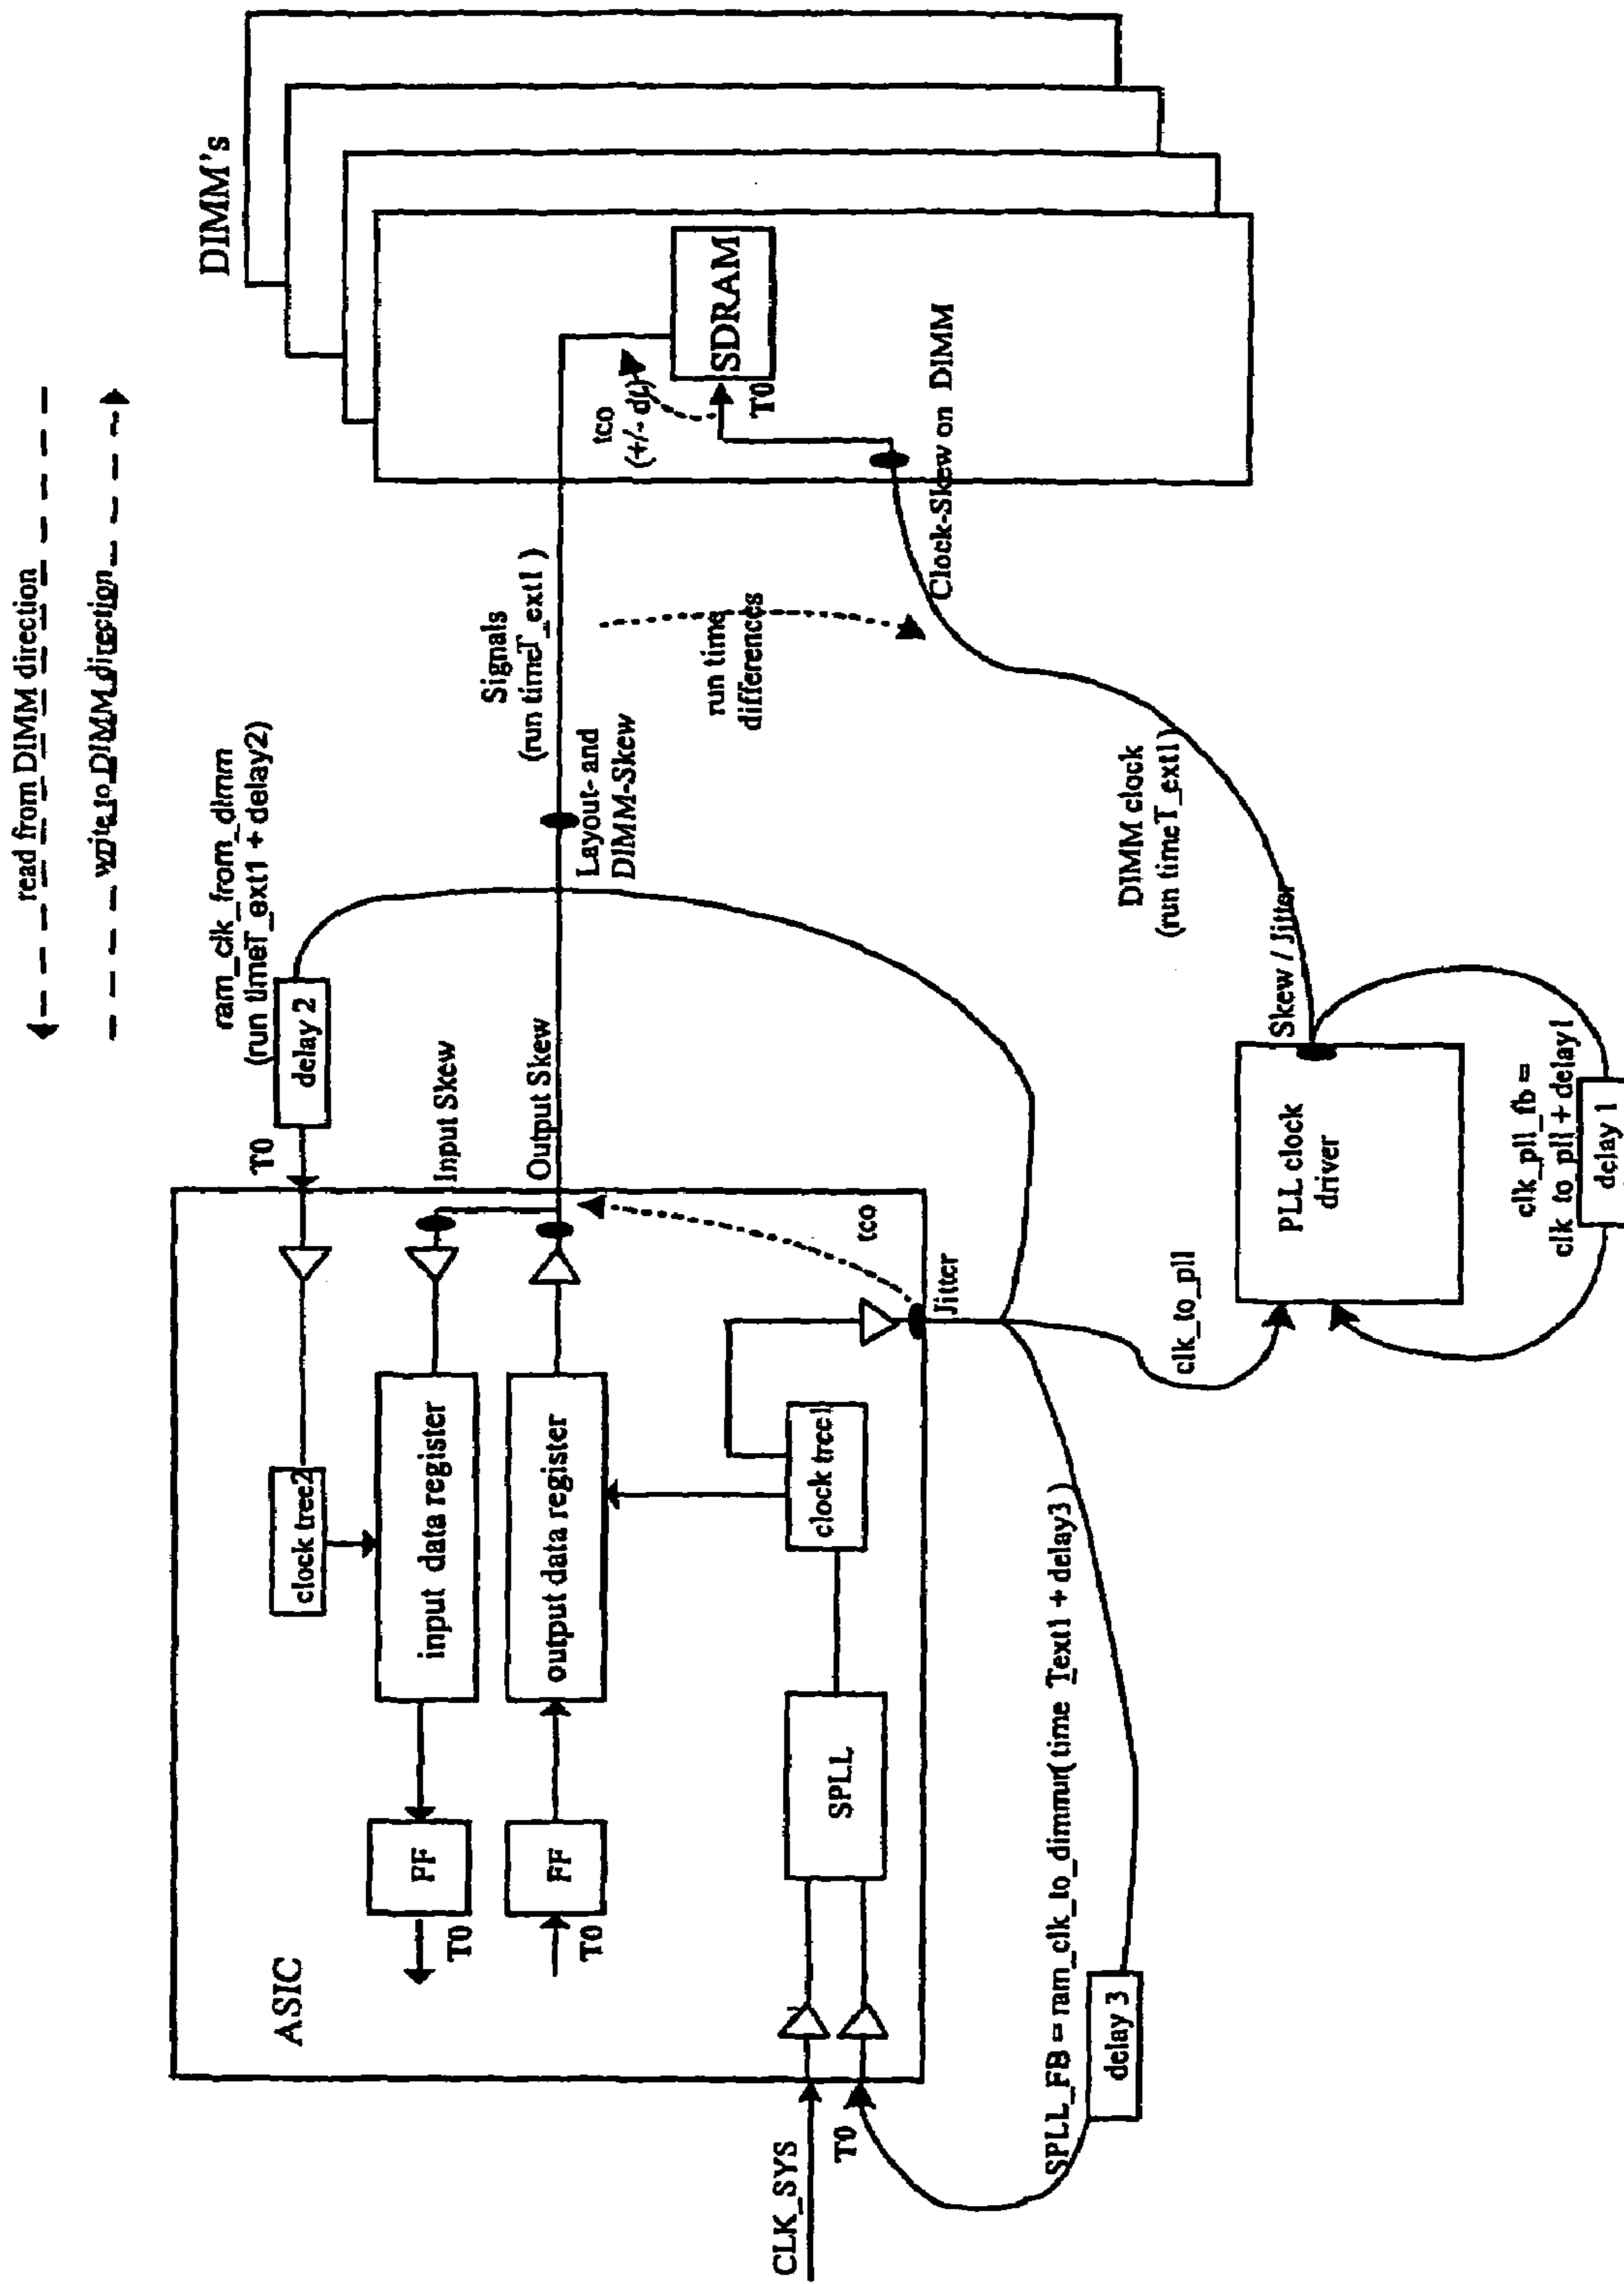 read from DIMM direction
write to DIMM direction
DIMM's
ram_clk_from_dimm
(run timeT_ext1 + delay2)
delay 2
T0
Input Skew
Output Skew
Signals
(run timeT_ext1 )
Layout- and
DIMM-Skew
run time
differences
tco
(+/- dt)
SDRAM
T0
Clock-Skew on DIMM
DIMM clock
(run timeT_ext1)
Skew / Jitter
PLL clock
driver
clk_pll_fb =
clk_to_pll + delay1
delay 1
clk_to_pll
Jitter
tco
ASIC
clock tree2
input data register
output data register
FF
T0
FF
T0
clock tree1
SPLL
CLK_SYS
T0
SPLL_FB = ram_clk_to_dimmun(time Text1 + delay3 )
delay 3